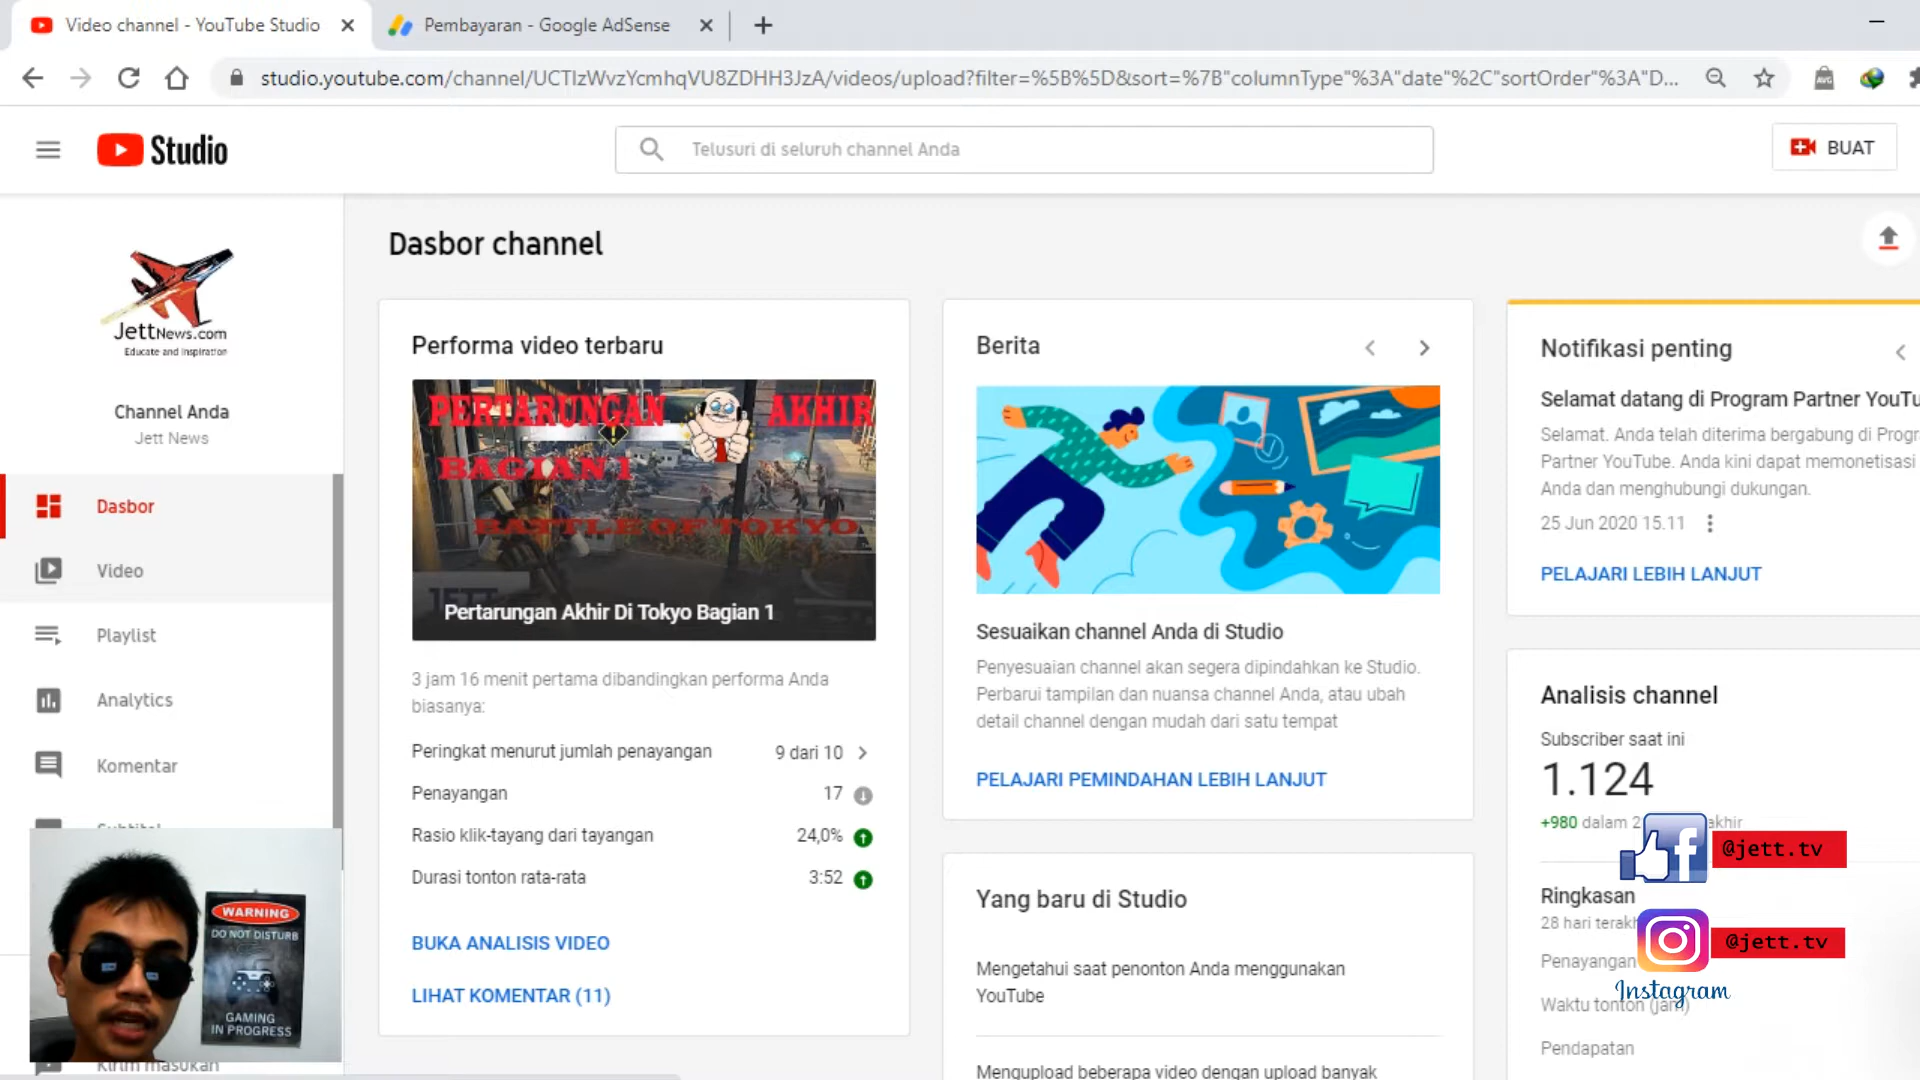 Video channel - YouTube Studio
Pembayaran - Google AdSense
studio.youtube.com/channel/UCTIzWvzYcmhqVU8ZDHH3JzA/videos/upload?filter=%5B%5D&sort=%7B"columnType"%3A"date"%2C"sortOrder"%3A"D...
Studio
Telusuri di seluruh channel Anda
BUAT
JettNews.com
Educate and Inspiration
Channel Anda
Jett News
Dasbor
Video
Playlist
Analytics
Komentar
Subtitel
Kirim masukan
WARNING
DO NOT DISTURB
GAMING
IN PROGRESS
Dasbor channel
Performa video terbaru
PERTARUNGAN AKHIR
BAGIAN 1
BATTLE OF TOKYO
JETT
Pertarungan Akhir Di Tokyo Bagian 1
3 jam 16 menit pertama dibandingkan performa Anda
biasanya:
Peringkat menurut jumlah penayangan 9 dari 10
Penayangan 17
Rasio klik-tayang dari tayangan 24,0%
Durasi tonton rata-rata 3:52
BUKA ANALISIS VIDEO
LIHAT KOMENTAR (11)
Berita
Sesuaikan channel Anda di Studio
Penyesuaian channel akan segera dipindahkan ke Studio.
Perbarui tampilan dan nuansa channel Anda, atau ubah
detail channel dengan mudah dari satu tempat
PELAJARI PEMINDAHAN LEBIH LANJUT
Yang baru di Studio
Mengetahui saat penonton Anda menggunakan
YouTube
Mengupload beberapa video dengan upload banyak
Notifikasi penting
Selamat datang di Program Partner YouTu
Selamat. Anda telah diterima bergabung di Progr
Partner YouTube. Anda kini dapat memonetisasi
Anda dan menghubungi dukungan.
25 Jun 2020 15.11
PELAJARI LEBIH LANJUT
Analisis channel
Subscriber saat ini
1.124
+980 dalam 2 akhir
@jett.tv
Ringkasan
28 hari terakh
@jett.tv
Penayangan
Instagram
Waktu tonton (jam)
Pendapatan